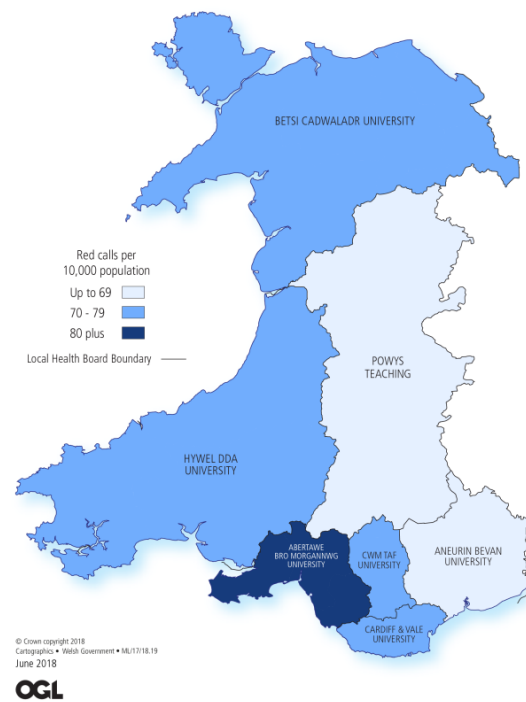 BETSI CADWALADR UNIVERSITY
Red calls per
10,000 population
Up to 69
70 - 79
80 plus
Local Health Board Boundary
POWYS
TEACHING
HYWEL DDA
UNIVERSITY
ABERTAWE
BRO MORGANNWG
UNIVERSITY
CWM TAF
UNIVERSITY
ANEURIN BEVAN
UNIVERSITY
CARDIFF & VALE
UNIVERSITY
© Crown copyright 2018
Cartographics • Welsh Government • ML/17/18.19
June 2018
OGL